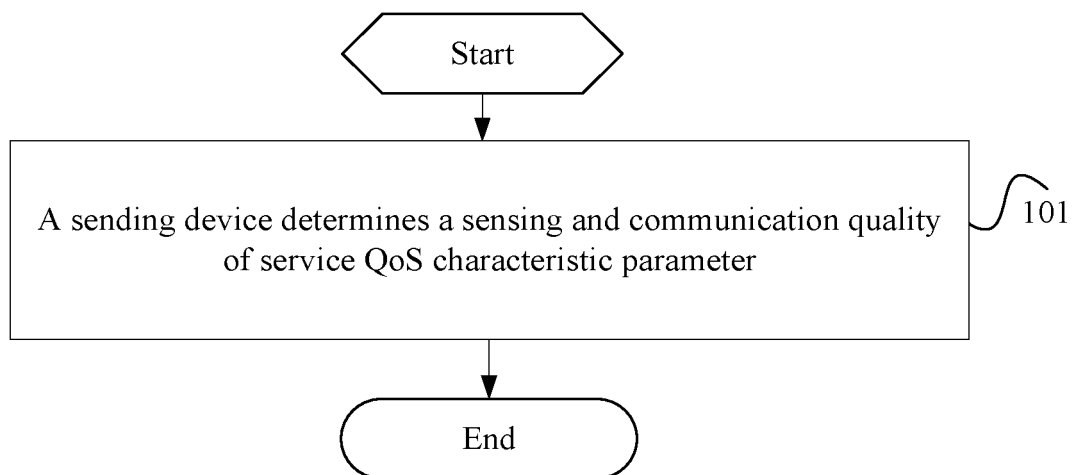 Start
A sending device determines a sensing and communication quality
of service QoS characteristic parameter
101
End